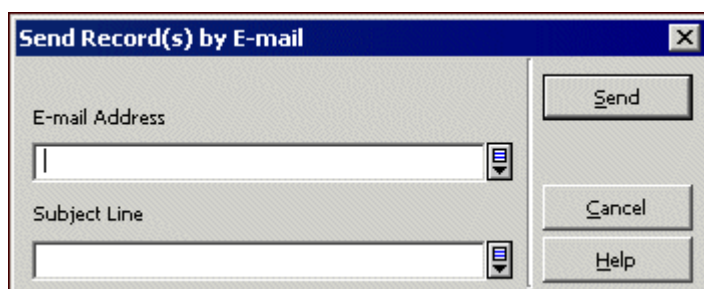 Send Record(s) by E-mail
E-mail Address
Subject Line
Send
Cancel
Help